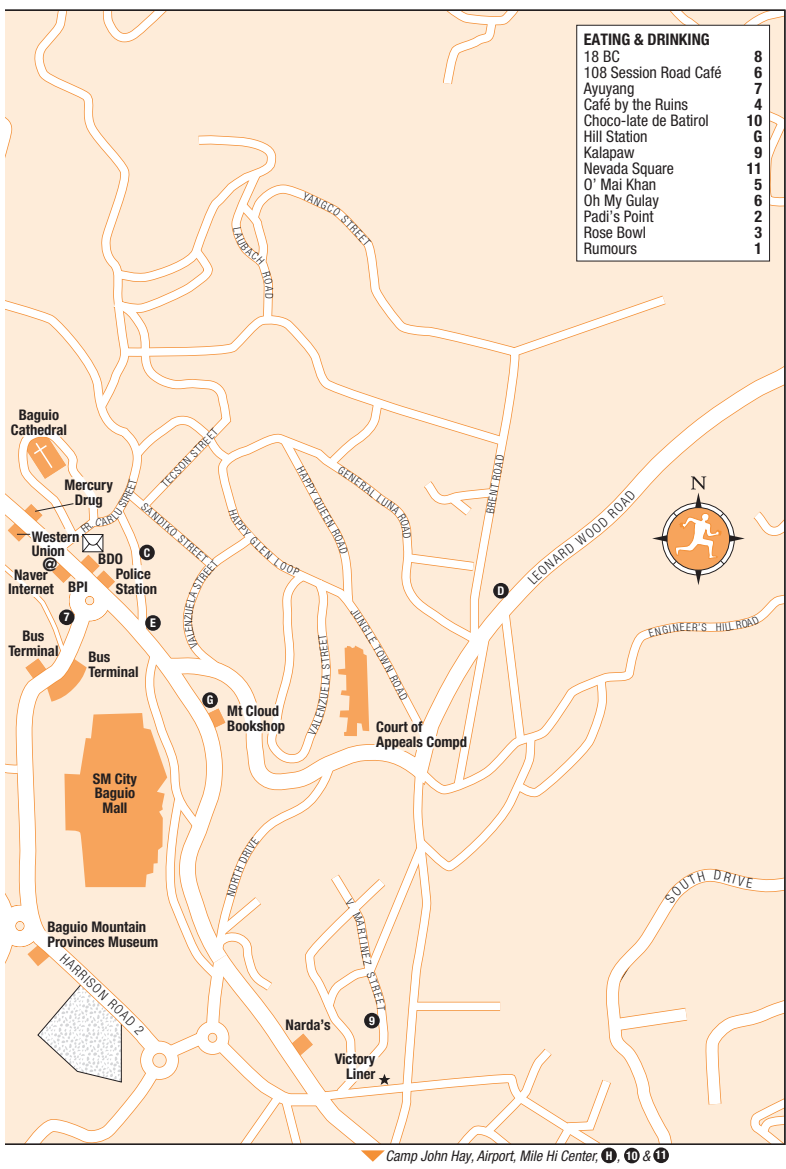 EATING & DRINKING
18 BC 8
108 Session Road Café 6
Ayuyang 7
Café by the Ruins 4
Choco-late de Batirol 10
Hill Station G
Kalapaw 9
Nevada Square 11
O' Mai Khan 5
Oh My Gulay 6
Padi's Point 2
Rose Bowl 3
Rumours 1
YANGCO STREET
LAUBACH ROAD
Baguio
Cathedral
TECSON STREET
Mercury
Drug
FR. CARLU STREET
SANDIKO STREET
HAPPY GLEN LOOP
HAPPY QUEEN ROAD
GENERAL LUNA ROAD
BRENT ROAD
LEONARD WOOD ROAD
N
Western
Union
@
Naver
Internet
BDO
Police
Station
BPI
C
VALENZUELA STREET
D
7
E
ENGINEER'S HILL ROAD
Bus
Terminal
Bus
Terminal
VALENZUELA STREET
JUNGLE TOWN ROAD
G
Mt Cloud
Bookshop
Court of
Appeals Compd
SM City
Baguio
Mall
NORTH DRIVE
SOUTH DRIVE
V. MARTINEZ STREET
Baguio Mountain
Provinces Museum
HARRISON ROAD 2
9
Narda's
Victory
Liner
Camp John Hay, Airport, Mile Hi Center, H, 10 & 11